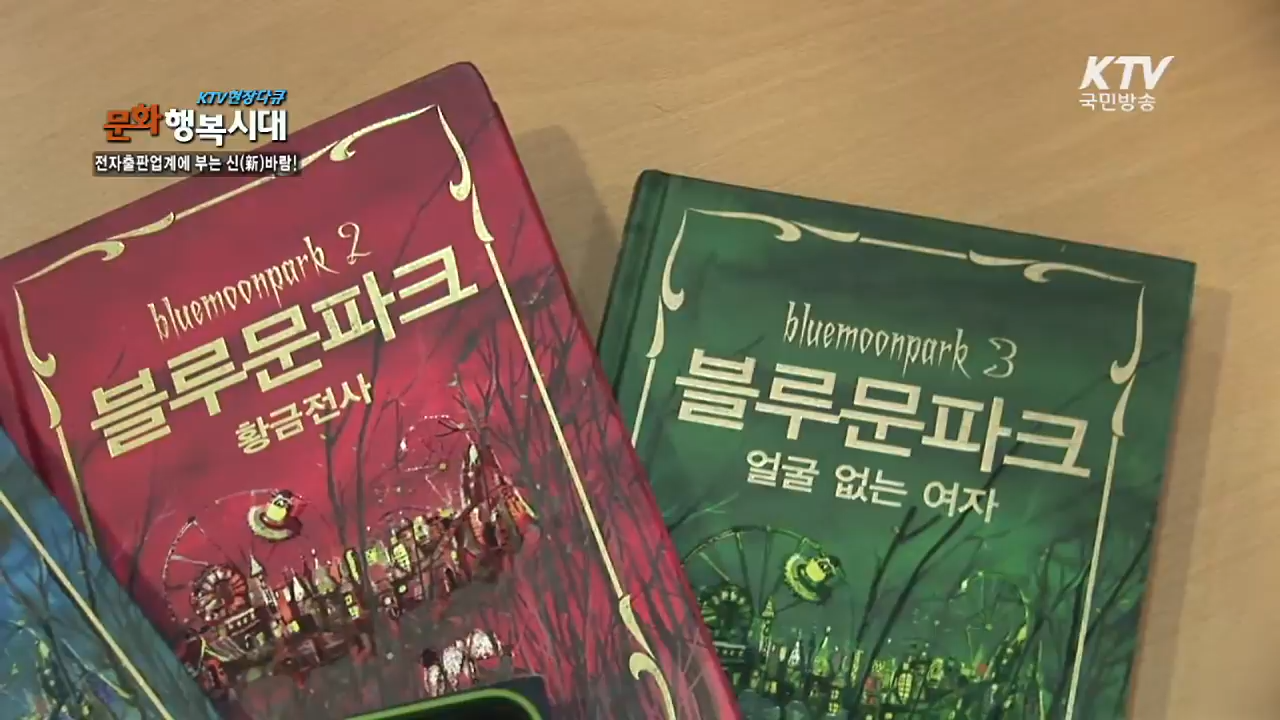 KTV현장다큐
문화 행복시대
전자출판업계에 부는 신(新)바람!
KTV
국민방송
bluemoonpark 2
블루문파크
황금전사
bluemoonpark 3
블루문파크
얼굴 없는 여자